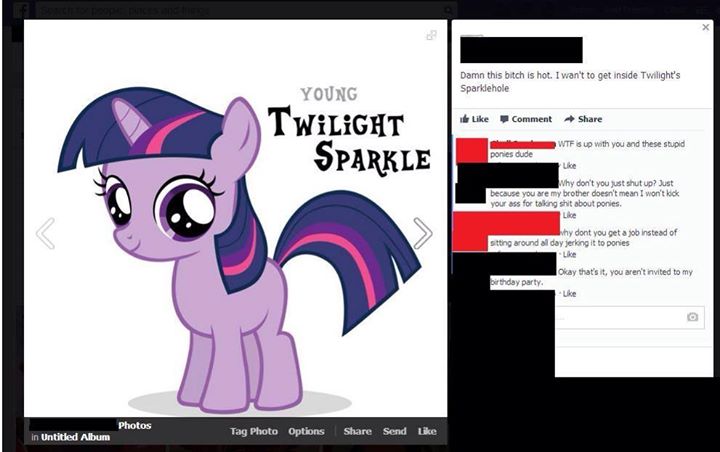 Search for people, places and things
YOUNG
TWILIGHT
SPARKLE
Photos
in Untitled Album
Tag Photo Options Share Send Like
Damn this bitch is hot. I wan't to get inside Twilight's
Sparklehole
Like Comment Share
WTF is up with you and these stupid
ponies dude
Like
Why don't you just shut up? Just
because you are my brother doesn't mean I won't kick
your ass for talking shit about ponies.
Like
why dont you get a job instead of
sitting around all day jerking it to ponies
Like
Okay that's it, you aren't invited to my
birthday party.
Like